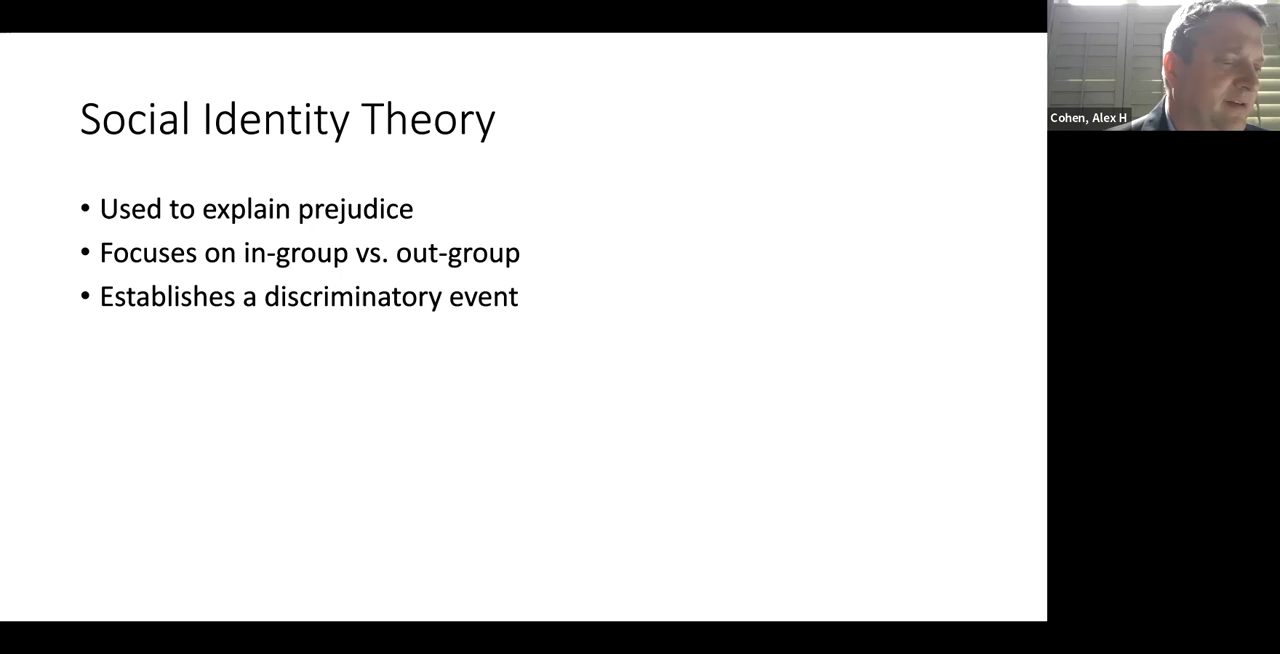 Social Identity Theory
• Used to explain prejudice
• Focuses on in-group vs. out-group
• Establishes a discriminatory event
Cohen, Alex H